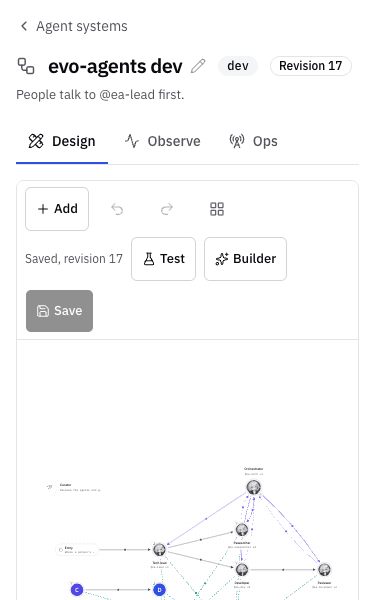 Agent systems
evo-agents dev
dev
Revision 17
People talk to @ea-lead first.
Design
Observe
Ops
Add
Saved, revision 17
Test
Builder
Save
Orchestrator
Curator
Entry
Researcher
Tech lead
Developer
Reviewer
C
D